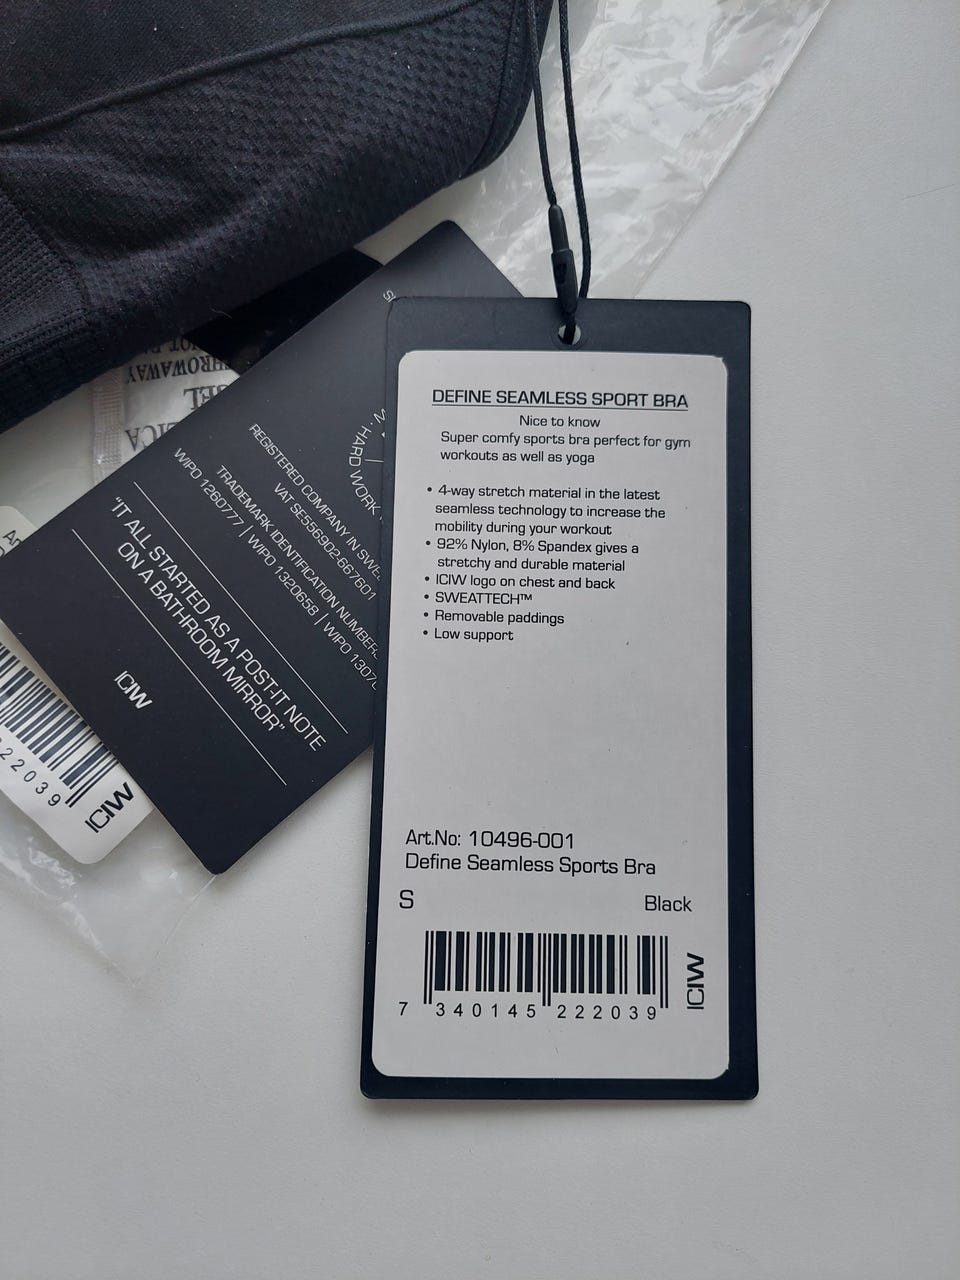 DEFINE SEAMLESS SPORT BRA
Nice to know
Super comfy sports bra perfect for gym
workouts as well as yoga
• 4-way stretch material in the latest
seamless technology to increase the
mobility during your workout
• 92% Nylon, 8% Spandex gives a
stretchy and durable material
• ICIW logo on chest and back
• SWEATTECH™
• Removable paddings
• Low support
Art.No: 10496-001
Define Seamless Sports Bra
S Black
7 340145 222039
ICIW
HARD WORK
REGISTERED COMPANY IN
VAT SE556902-667601
TRADEMARK IDENTIFICATION
WIPO 1260777 | WIPO 1320658 | WIPO
"IT ALL STARTED AS A POST-IT NOTE
ON A BATHROOM MIRROR"
ICIW
22039
ICIW
THROWAWAY